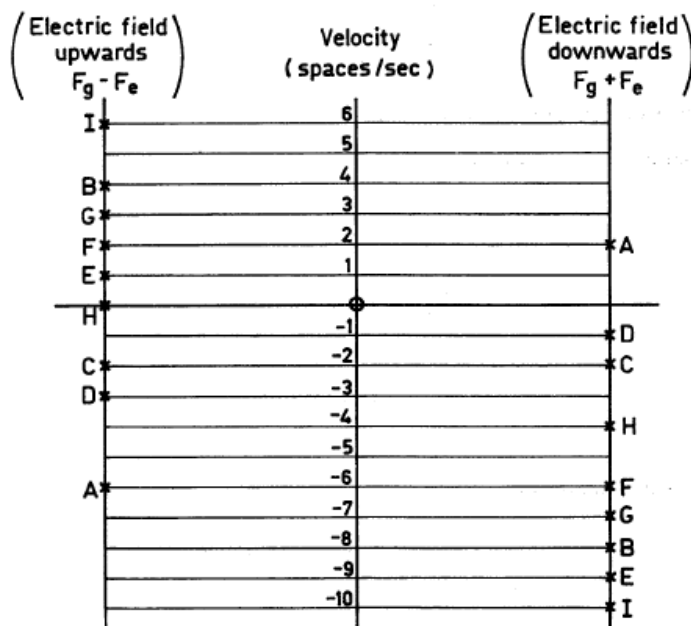 Electric field
upwards
Fg - Fe
Velocity
( spaces/sec )
Electric field
downwards
Fg + Fe
I 6
5
B 4
G 3
F 2 A
E 1
H
-1 D
C -2 C
D -3
-4 H
-5
A -6 F
-7 G
-8 B
-9 E
-10 I